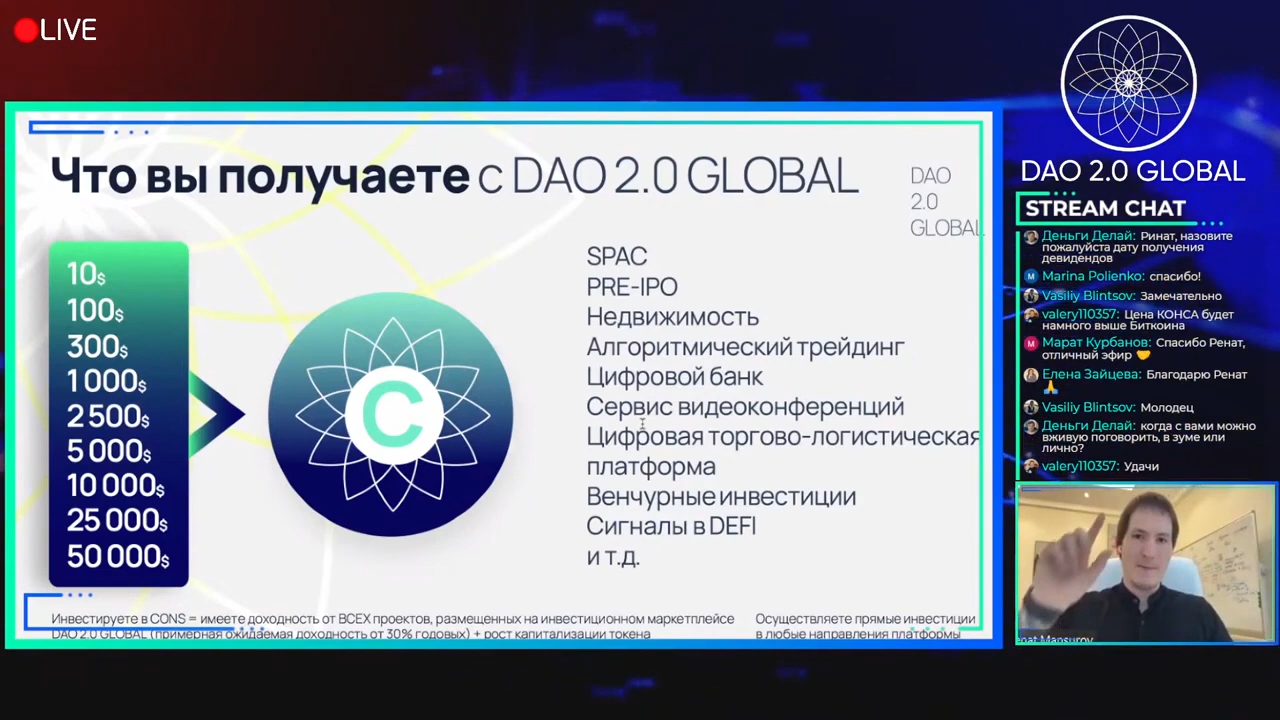 LIVE
Что вы получаете с DAO 2.0 GLOBAL
DAO
2.0
GLOBAL
10$
100$
300$
1 000$
2 500$
5 000$
10 000$
25 000$
50 000$
C
SPAC
PRE-IPO
Недвижимость
Алгоритмический трейдинг
Цифровой банк
Сервис видеоконференций
Цифровая торгово-логистическая
платформа
Венчурные инвестиции
Сигналы в DEFI
и т.д.
Инвестируете в CONS = имеете доходность от ВСЕХ проектов, размещенных на инвестиционном маркетплейсе
DAO 2.0 GLOBAL (примерная ожидаемая доходность от 30% годовых) + рост капитализации токена
Осуществляете прямые инвестиции
в любые направления платформы
DAO 2.0 GLOBAL
STREAM CHAT
Деньги Делай: Ринат, назовите
пожалуйста дату получения
девидендов
M Marina Polienko: спасибо!
Vasiliy Blintsov: Замечательно
valery110357: Цена КОНСА будет
намного выше Биткоина
М Марат Курбанов: Спасибо Ренат,
отличный эфир
Елена Зайцева: Благодарю Ренат
Vasiliy Blintsov: Молодец
Деньги Делай: когда с вами можно
вживую поговорить, в зуме или
лично?
valery110357: Удачи
enat Mansurov